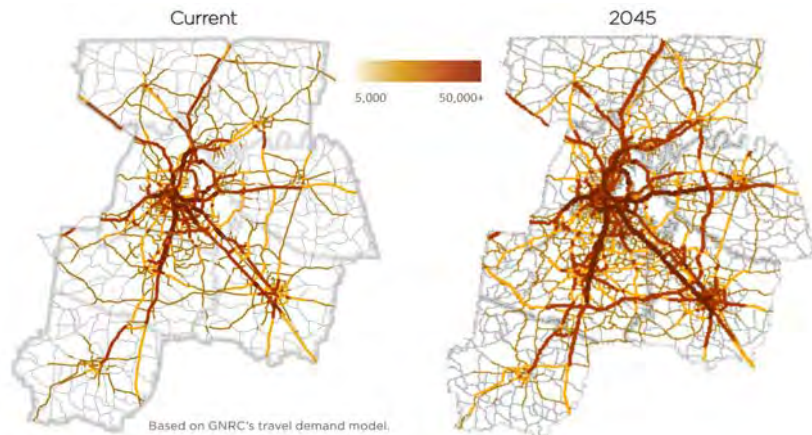 Current
2045
5,000
50,000+
Based on GNRC's travel demand model.